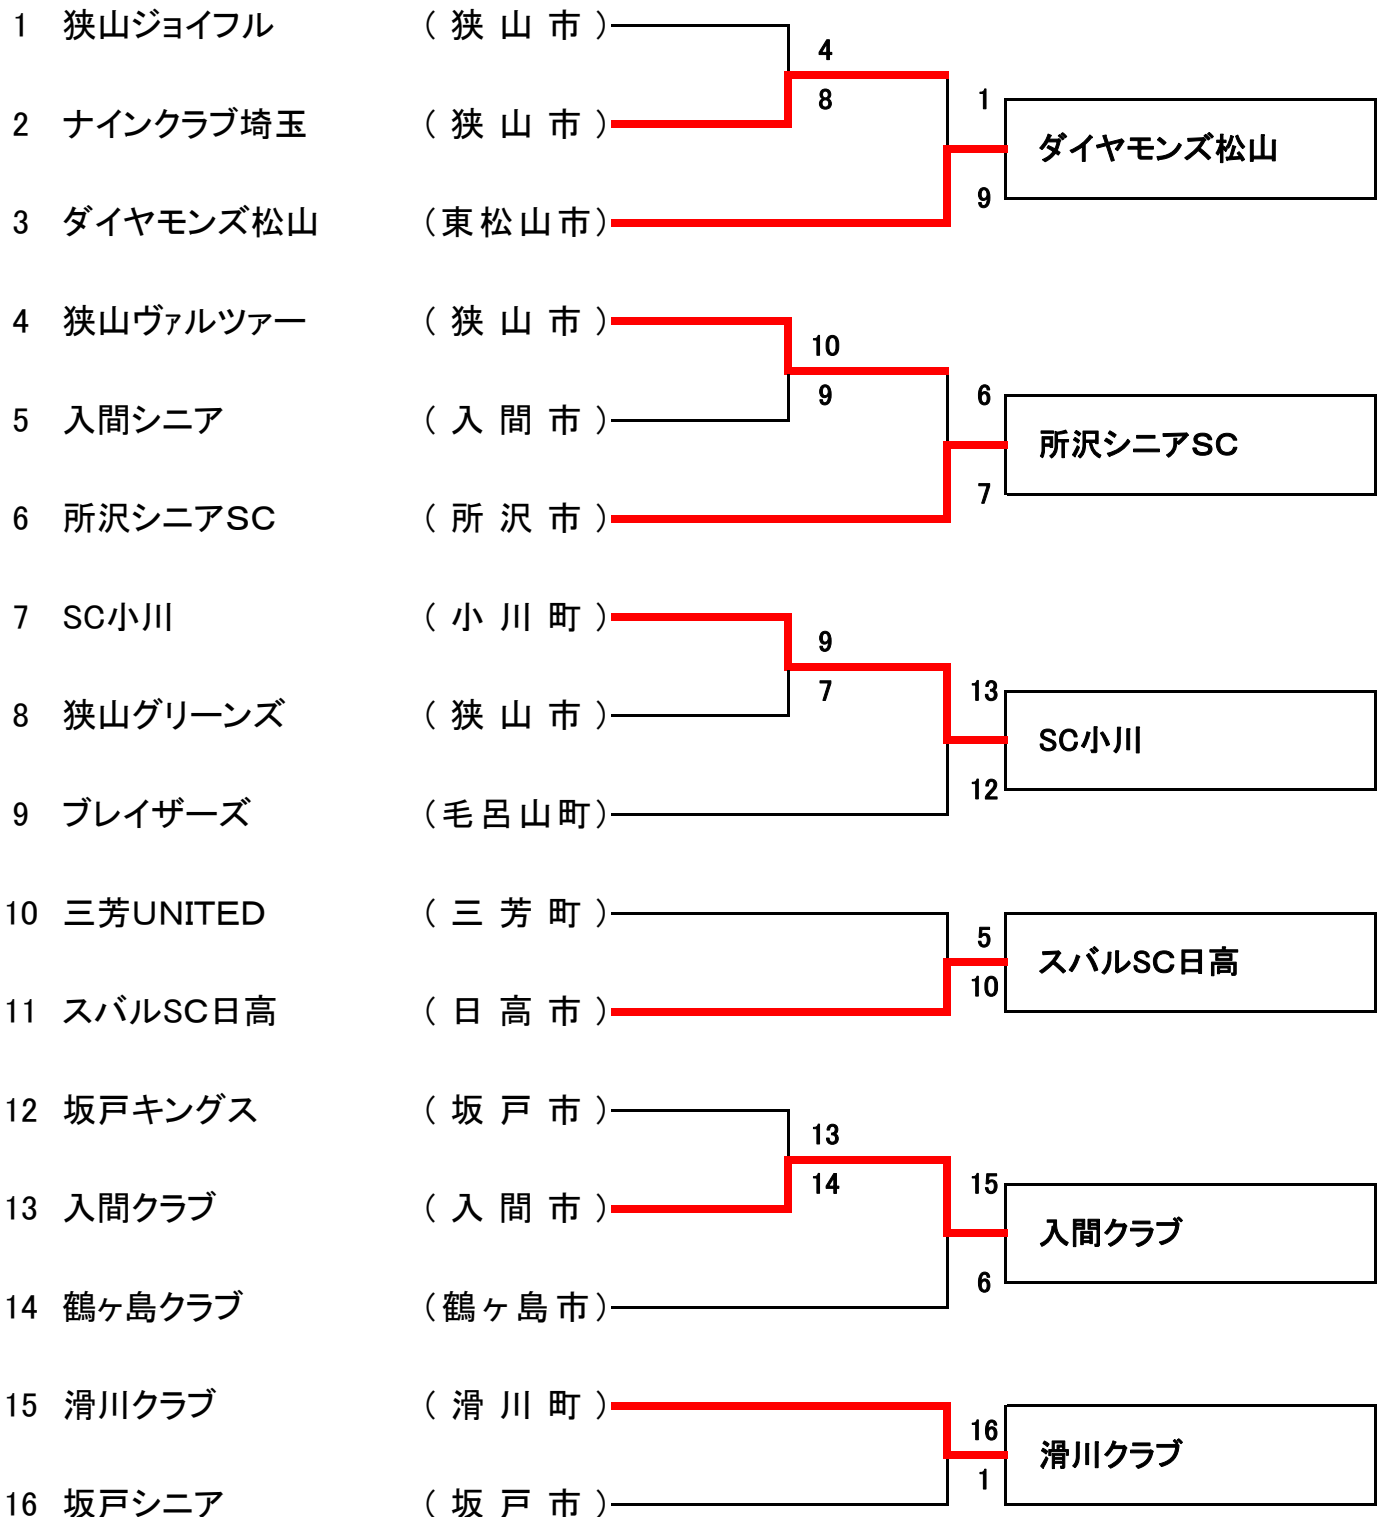 1 狭山ジョイフル (狭山市)
4
2 ナインクラブ埼玉 (狭山市)
8
1
ダイヤモンズ松山
9
3 ダイヤモンズ松山 (東松山市)
4 狭山ヴァルツァー (狭山市)
10
5 入間シニア (入間市)
9
6
所沢シニアSC
7
6 所沢シニアSC (所沢市)
7 SC小川 (小川町)
9
8 狭山グリーンズ (狭山市)
7
13
SC小川
12
9 ブレイザーズ (毛呂山町)
10 三芳UNITED (三芳町)
5
スバルSC日高
10
11 スバルSC日高 (日高市)
12 坂戸キングス (坂戸市)
13
13 入間クラブ (入間市)
14
15
入間クラブ
6
14 鶴ヶ島クラブ (鶴ヶ島市)
15 滑川クラブ (滑川町)
16
滑川クラブ
1
16 坂戸シニア (坂戸市)